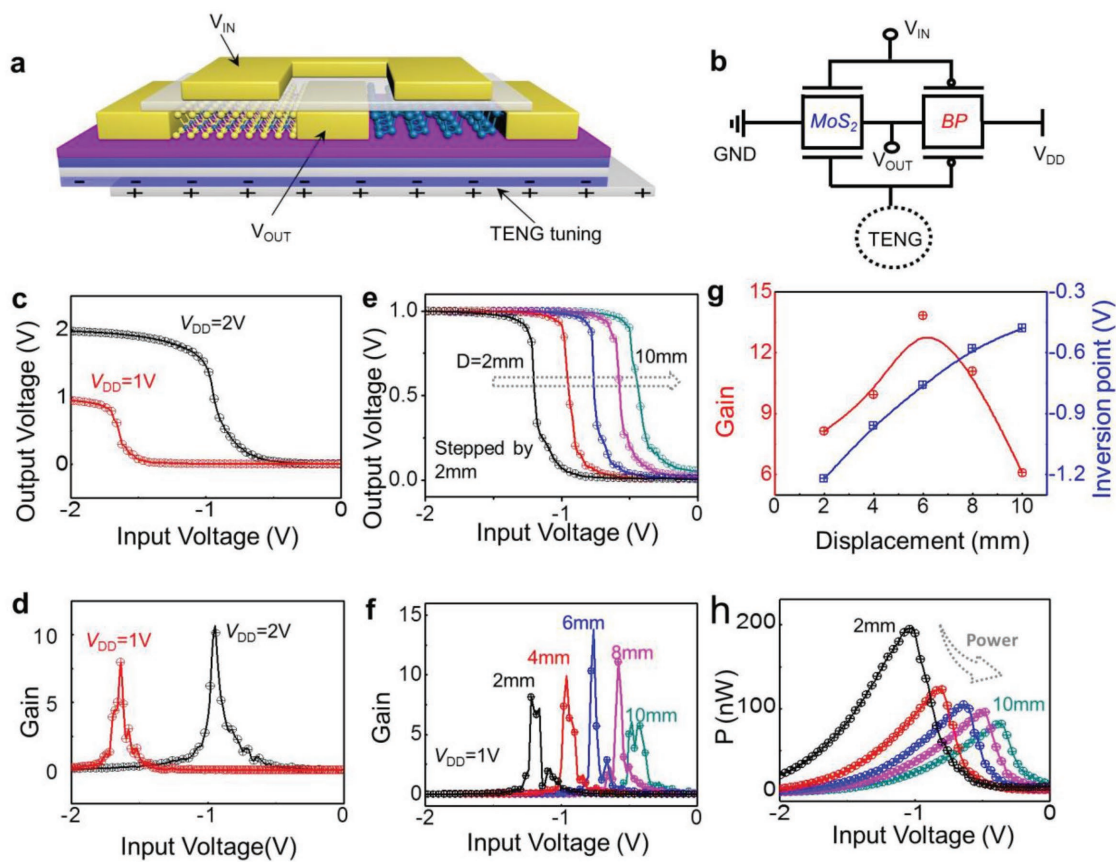 a
V_IN
V_OUT
TENG tuning
- - - - - - - -
+ + + + + + + + + +
b
V_IN
MoS₂
BP
GND
V_OUT
V_DD
TENG
c
V_DD=2V
V_DD=1V
Output Voltage (V)
2
1
0
-2
-1
0
Input Voltage (V)
e
D=2mm
10mm
Stepped by
2mm
Output Voltage (V)
1.0
0.5
0.0
-2
-1
0
Input Voltage (V)
g
Gain
15
12
9
6
0
2
4
6
8
10
Displacement (mm)
-0.3
-0.6
-0.9
-1.2
Inversion point (V)
d
V_DD=1V
V_DD=2V
Gain
10
5
0
-2
-1
0
Input Voltage(V)
f
2mm
4mm
6mm
8mm
10mm
V_DD=1V
Gain
15
10
5
0
-2
-1
0
Input Voltage (V)
h
2mm
Power
10mm
P (nW)
200
100
0
-2
-1
0
Input Voltage (V)